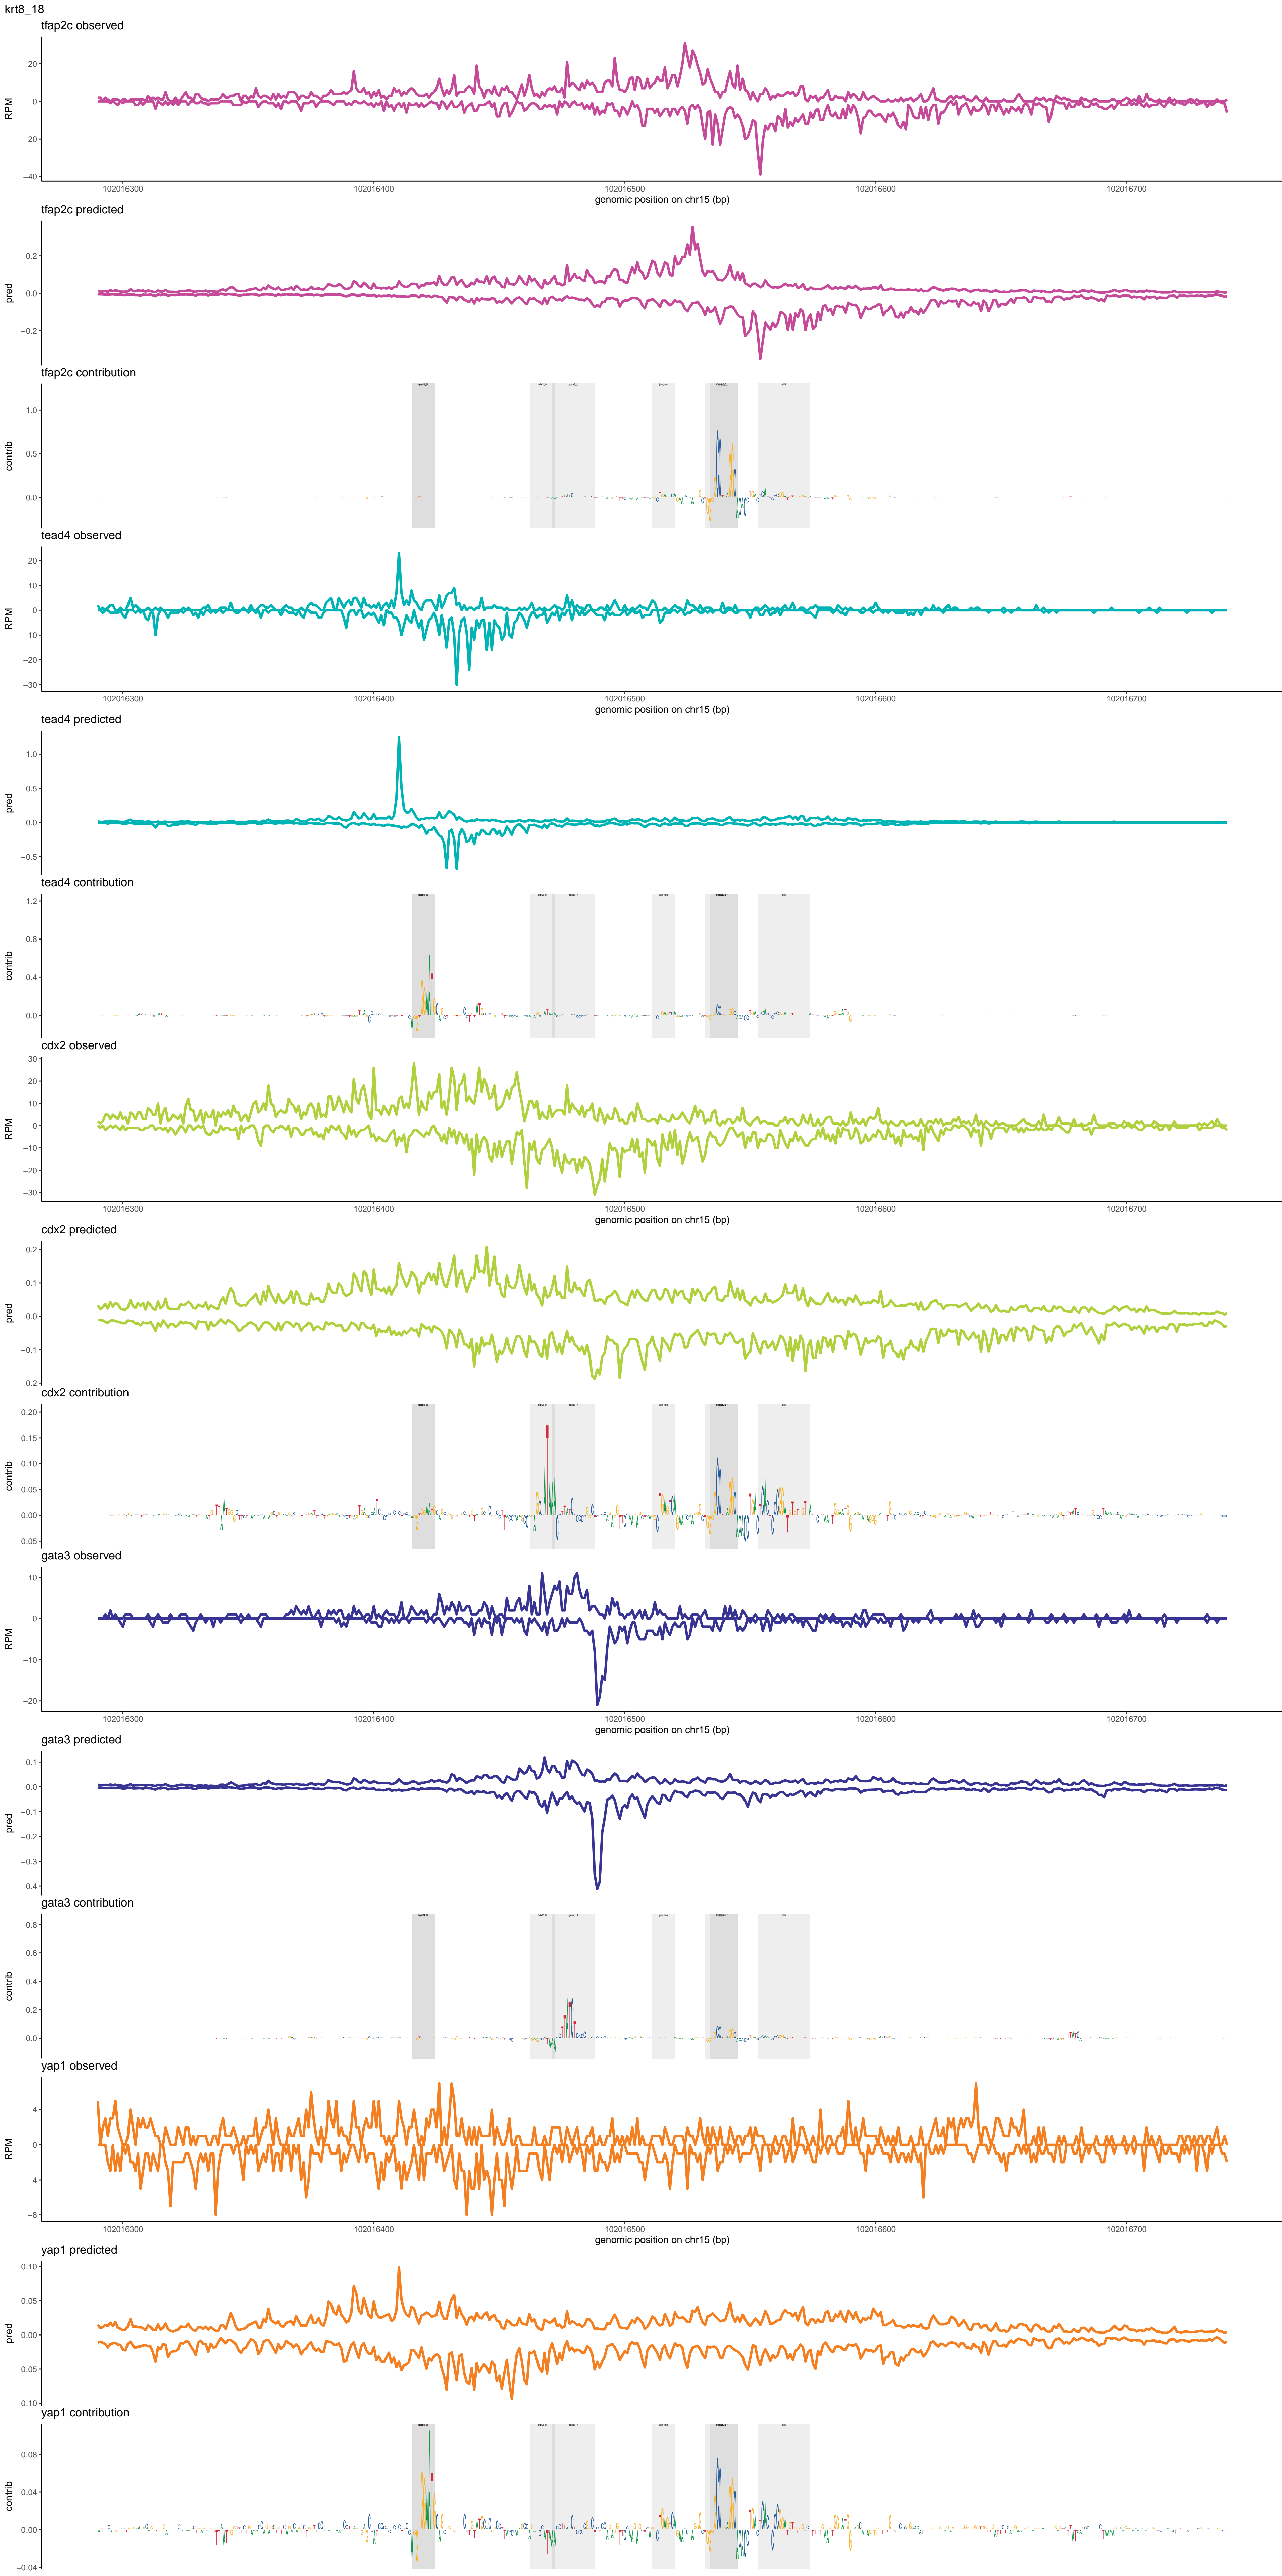 krt8_18
tfap2c observed
20
0
−20
−40
RPM
102016300 102016400 102016500 102016600 102016700
genomic position on chr15 (bp)
tfap2c predicted
0.2
0.0
−0.2
pred
tfap2c contribution
1.0
0.5
0.0
contrib
tead4 observed
20
10
0
−10
−20
−30
RPM
102016300 102016400 102016500 102016600 102016700
genomic position on chr15 (bp)
tead4 predicted
1.0
0.5
0.0
−0.5
pred
tead4 contribution
1.2
0.8
0.4
0.0
contrib
cdx2 observed
30
20
10
0
−10
−20
−30
RPM
102016300 102016400 102016500 102016600 102016700
genomic position on chr15 (bp)
cdx2 predicted
0.2
0.1
0.0
−0.1
−0.2
pred
cdx2 contribution
0.20
0.15
0.10
0.05
0.00
−0.05
contrib
gata3 observed
10
0
−10
−20
RPM
102016300 102016400 102016500 102016600 102016700
genomic position on chr15 (bp)
gata3 predicted
0.1
0.0
−0.1
−0.2
−0.3
−0.4
pred
gata3 contribution
0.8
0.6
0.4
0.2
0.0
contrib
yap1 observed
4
0
−4
−8
RPM
102016300 102016400 102016500 102016600 102016700
genomic position on chr15 (bp)
yap1 predicted
0.10
0.05
0.00
−0.05
−0.10
pred
yap1 contribution
0.08
0.04
0.00
−0.04
contrib